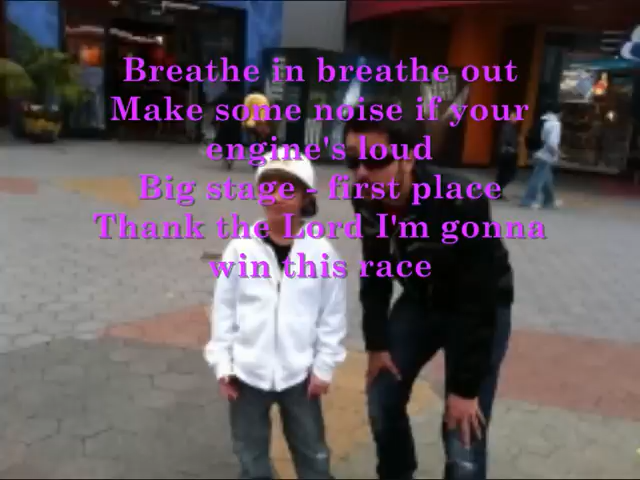 Breathe in breathe out
Make some noise if your
engine's loud
Big stage - first place
Thank the Lord I'm gonna
win this race